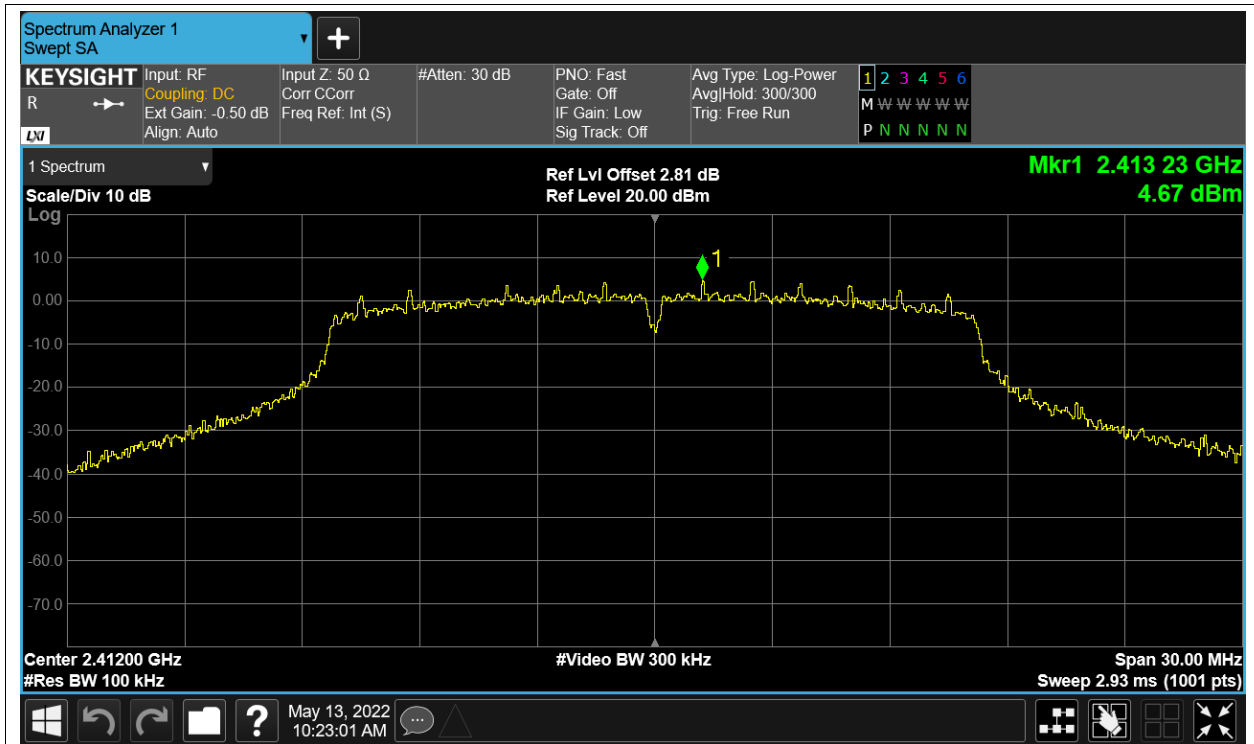 Spectrum Analyzer 1
Swept SA
KEYSIGHT
R
LXI
Input: RF
Coupling: DC
Ext Gain: -0.50 dB
Align: Auto
Input Z: 50 Ω
Corr CCorr
Freq Ref: Int (S)
#Atten: 30 dB
PNO: Fast
Gate: Off
IF Gain: Low
Sig Track: Off
Avg Type: Log-Power
Avg|Hold: 300/300
Trig: Free Run
1 2 3 4 5 6
M W W W W W
P N N N N N
1 Spectrum
Scale/Div 10 dB
Log
Ref Lvl Offset 2.81 dB
Ref Level 20.00 dBm
Mkr1 2.413 23 GHz
4.67 dBm
1
10.0
0.00
-10.0
-20.0
-30.0
-40.0
-50.0
-60.0
-70.0
Center 2.41200 GHz
#Res BW 100 kHz
#Video BW 300 kHz
Span 30.00 MHz
Sweep 2.93 ms (1001 pts)
?
May 13, 2022
10:23:01 AM